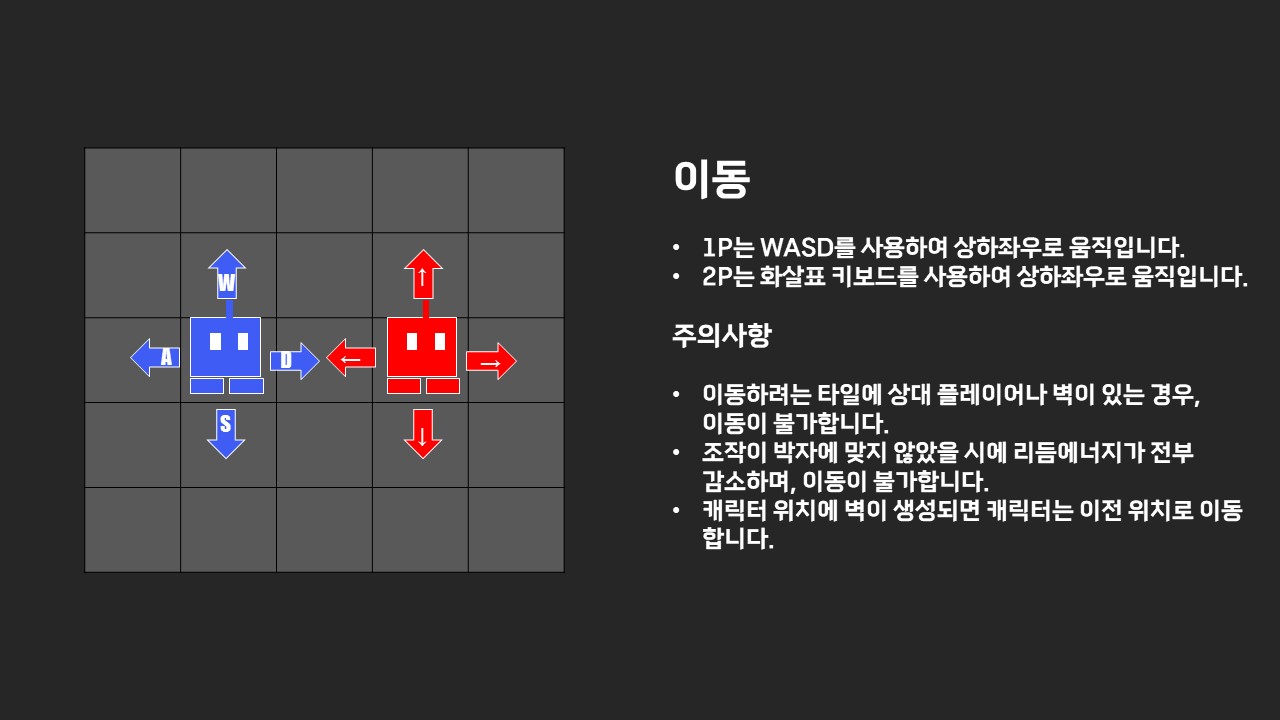 이동
• 1P는 WASD를 사용하여 상하좌우로 움직입니다.
• 2P는 화살표 키보드를 사용하여 상하좌우로 움직입니다.
주의사항
• 이동하려는 타일에 상대 플레이어나 벽이 있는 경우,
이동이 불가합니다.
• 조작이 박자에 맞지 않았을 시에 리듬에너지가 전부
감소하며, 이동이 불가합니다.
• 캐릭터 위치에 벽이 생성되면 캐릭터는 이전 위치로 이동
합니다.
W
↑
A
D
←
→
S
↓